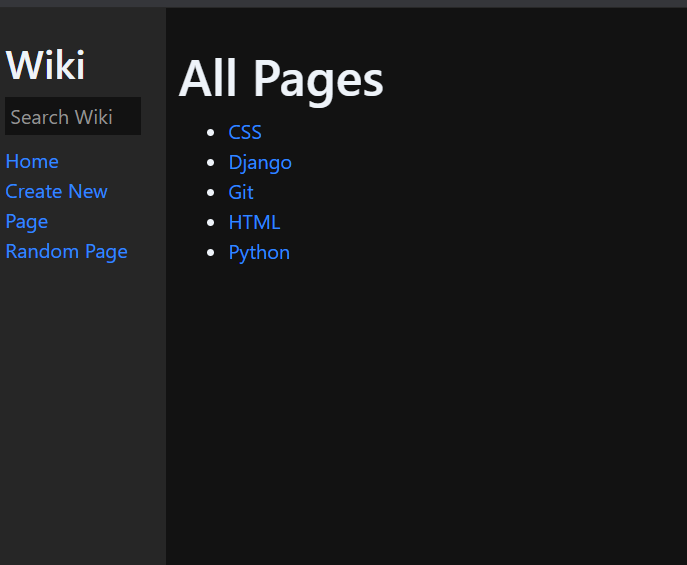 Wiki
Search Wiki
Home
Create New
Page
Random Page
All Pages
CSS
Django
Git
HTML
Python